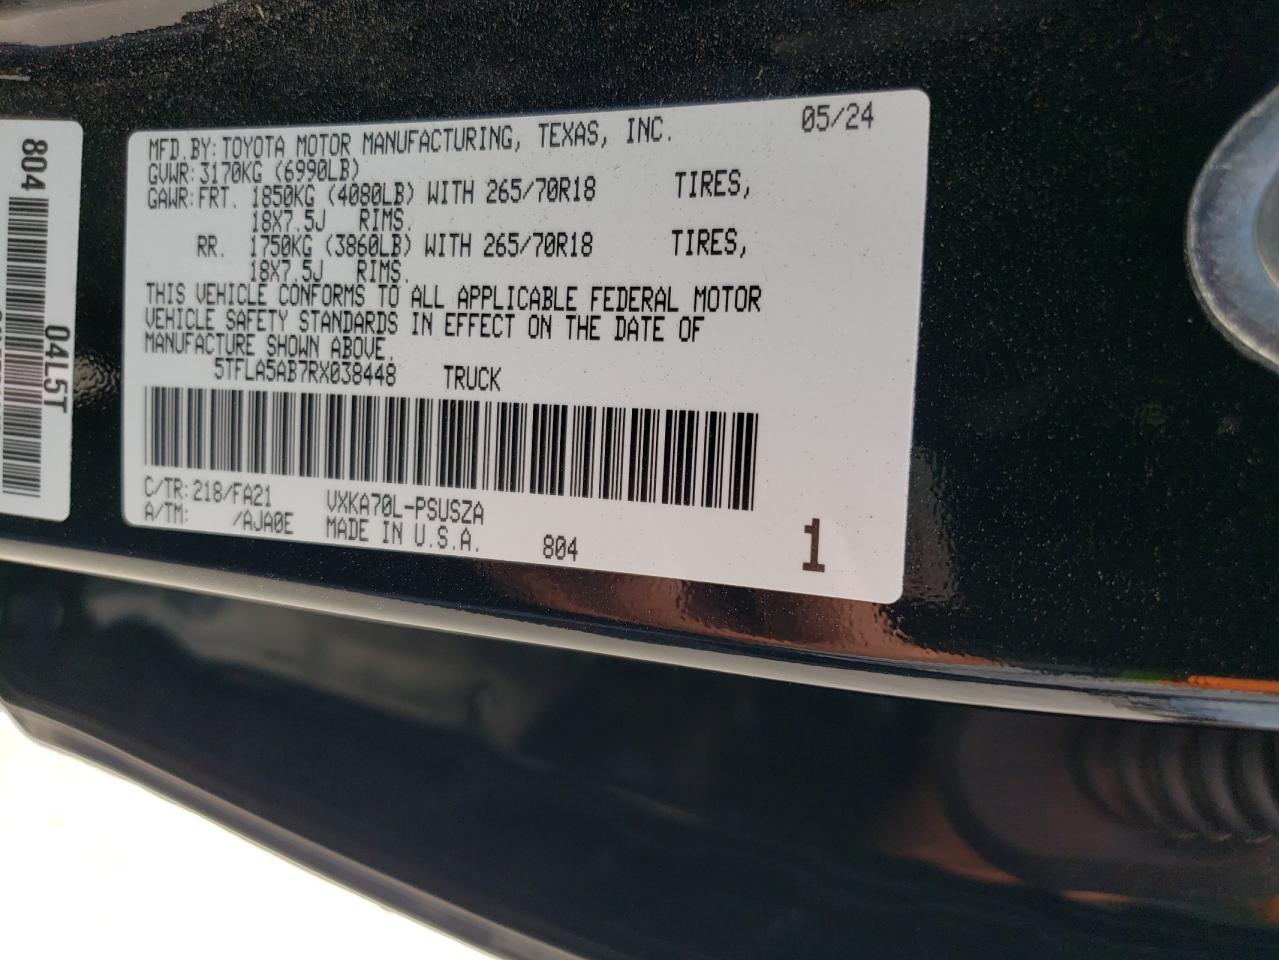 804
04L5T
MFD.BY:TOYOTA MOTOR MANUFACTURING, TEXAS, INC. 05/24
GVWR:3170KG (6990LB)
GAWR:FRT. 1850KG (4080LB) WITH 265/70R18 TIRES,
18X7.5J RIMS.
RR. 1750KG (3860LB) WITH 265/70R18 TIRES,
18X7.5J RIMS.
THIS VEHICLE CONFORMS TO ALL APPLICABLE FEDERAL MOTOR
VEHICLE SAFETY STANDARDS IN EFFECT ON THE DATE OF
MANUFACTURE SHOWN ABOVE.
5TFLA5AB7RX038448 TRUCK
C/TR:218/FA21 VXKA70L-PSUSZA
A/TM: /AJA0E MADE IN U.S.A. 804 1